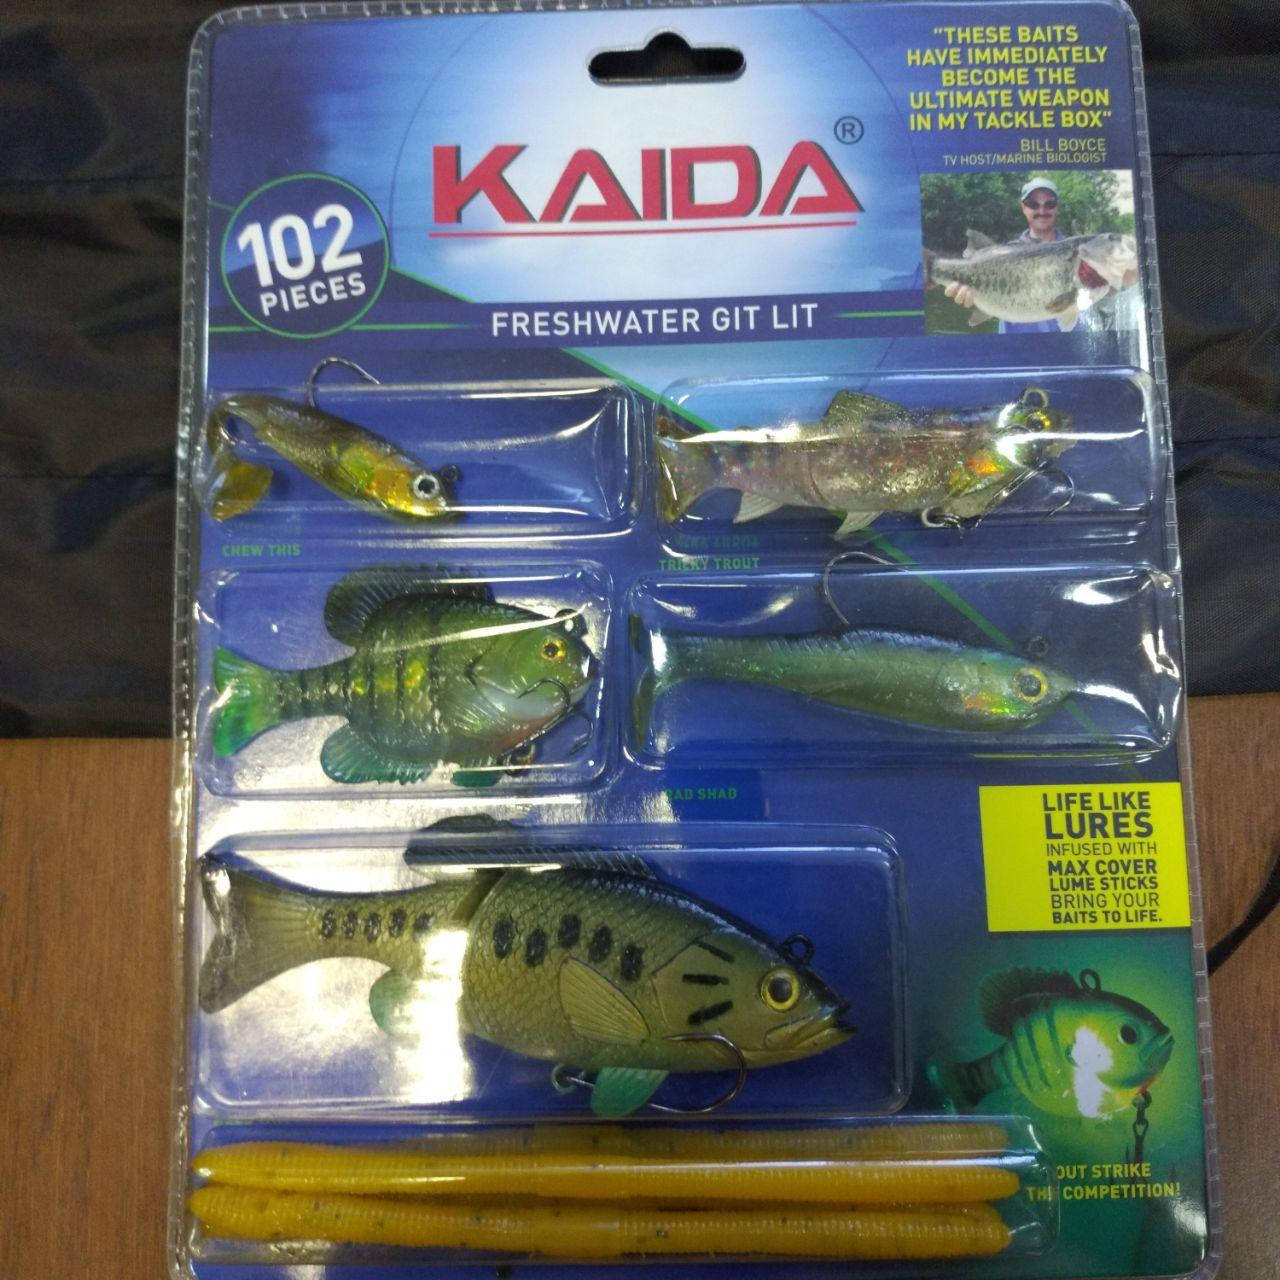 "THESE BAITS
HAVE IMMEDIATELY
BECOME THE
ULTIMATE WEAPON
IN MY TACKLE BOX"
BILL BOYCE
TV HOST/MARINE BIOLOGIST
KAIDA®
102
PIECES
FRESHWATER GIT LIT
CHEW THIS
TRICKY TROUT
RAD SHAD
LIFE LIKE
LURES
INFUSED WITH
MAX COVER
LUME STICKS
BRING YOUR
BAITS TO LIFE.
OUT STRIKE
THE COMPETITION!